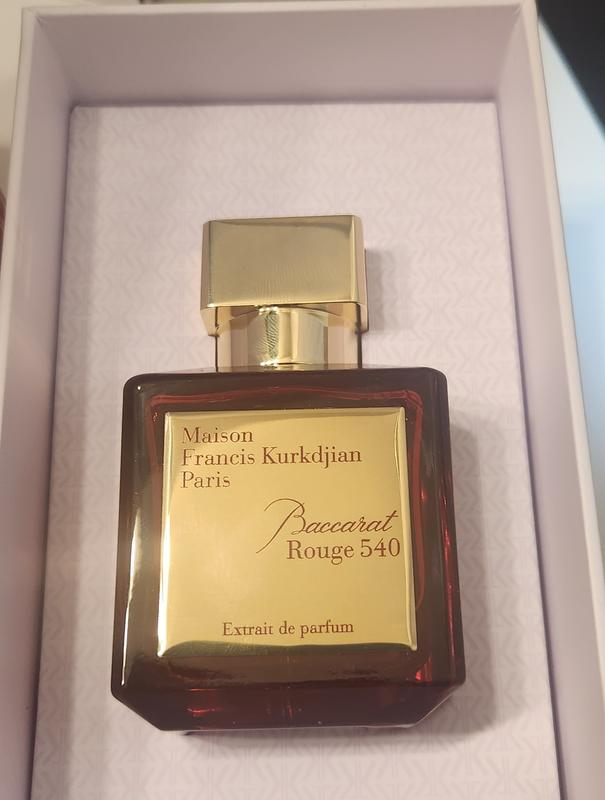 Maison
Francis Kurkdjian
Paris
Baccarat
Rouge 540
Extrait de parfum